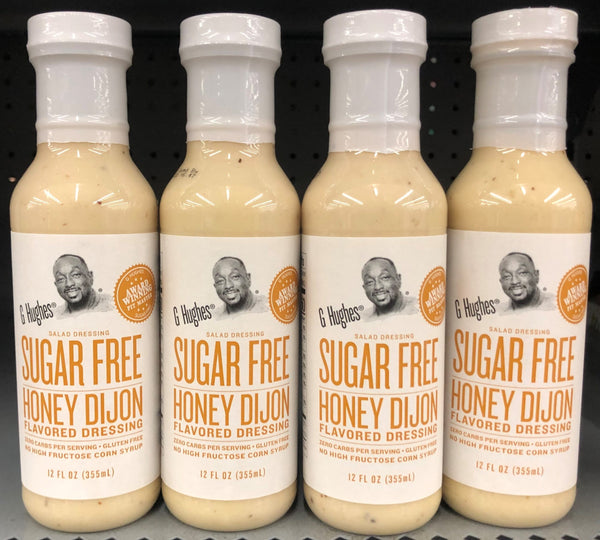 G Hughes®
AWARD
WINNING
PIT MASTER
SALAD DRESSING
SUGAR FREE
HONEY DIJON
FLAVORED DRESSING
ZERO CARBS PER SERVING • GLUTEN FREE
NO HIGH FRUCTOSE CORN SYRUP
12 FL OZ (355mL)
G Hughes®
SALAD DRESSING
SUGAR FREE
HONEY DIJON
FLAVORED DRESSING
ZERO CARBS PER SERVING • GLUTEN FREE
NO HIGH FRUCTOSE CORN SYRUP
12 FL OZ (355mL)
G Hughes®
SALAD DRESSING
SUGAR FREE
HONEY DIJON
FLAVORED DRESSING
ZERO CARBS PER SERVING • GLUTEN FREE
NO HIGH FRUCTOSE CORN SYRUP
12 FL OZ (355mL)
G Hughes®
AWARD
WINNING
PIT MASTER
SALAD DRESSING
SUGAR FREE
HONEY DIJON
FLAVORED DRESSING
ZERO CARBS PER SERVING • GLUTEN FREE
NO HIGH FRUCTOSE CORN SYRUP
12 FL OZ (355mL)